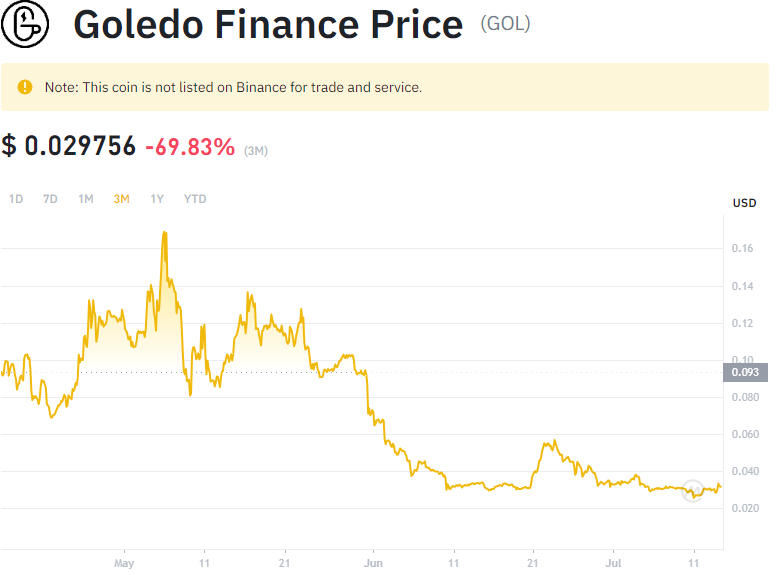 Goledo Finance Price (GOL)
Note: This coin is not listed on Binance for trade and service.
$ 0.029756 -69.83% (3M)
1D 7D 1M 3M 1Y YTD
USD
0.16
0.14
0.12
0.10
0.093
0.080
0.060
0.040
0.020
May 11 21 Jun 11 21 Jul 11